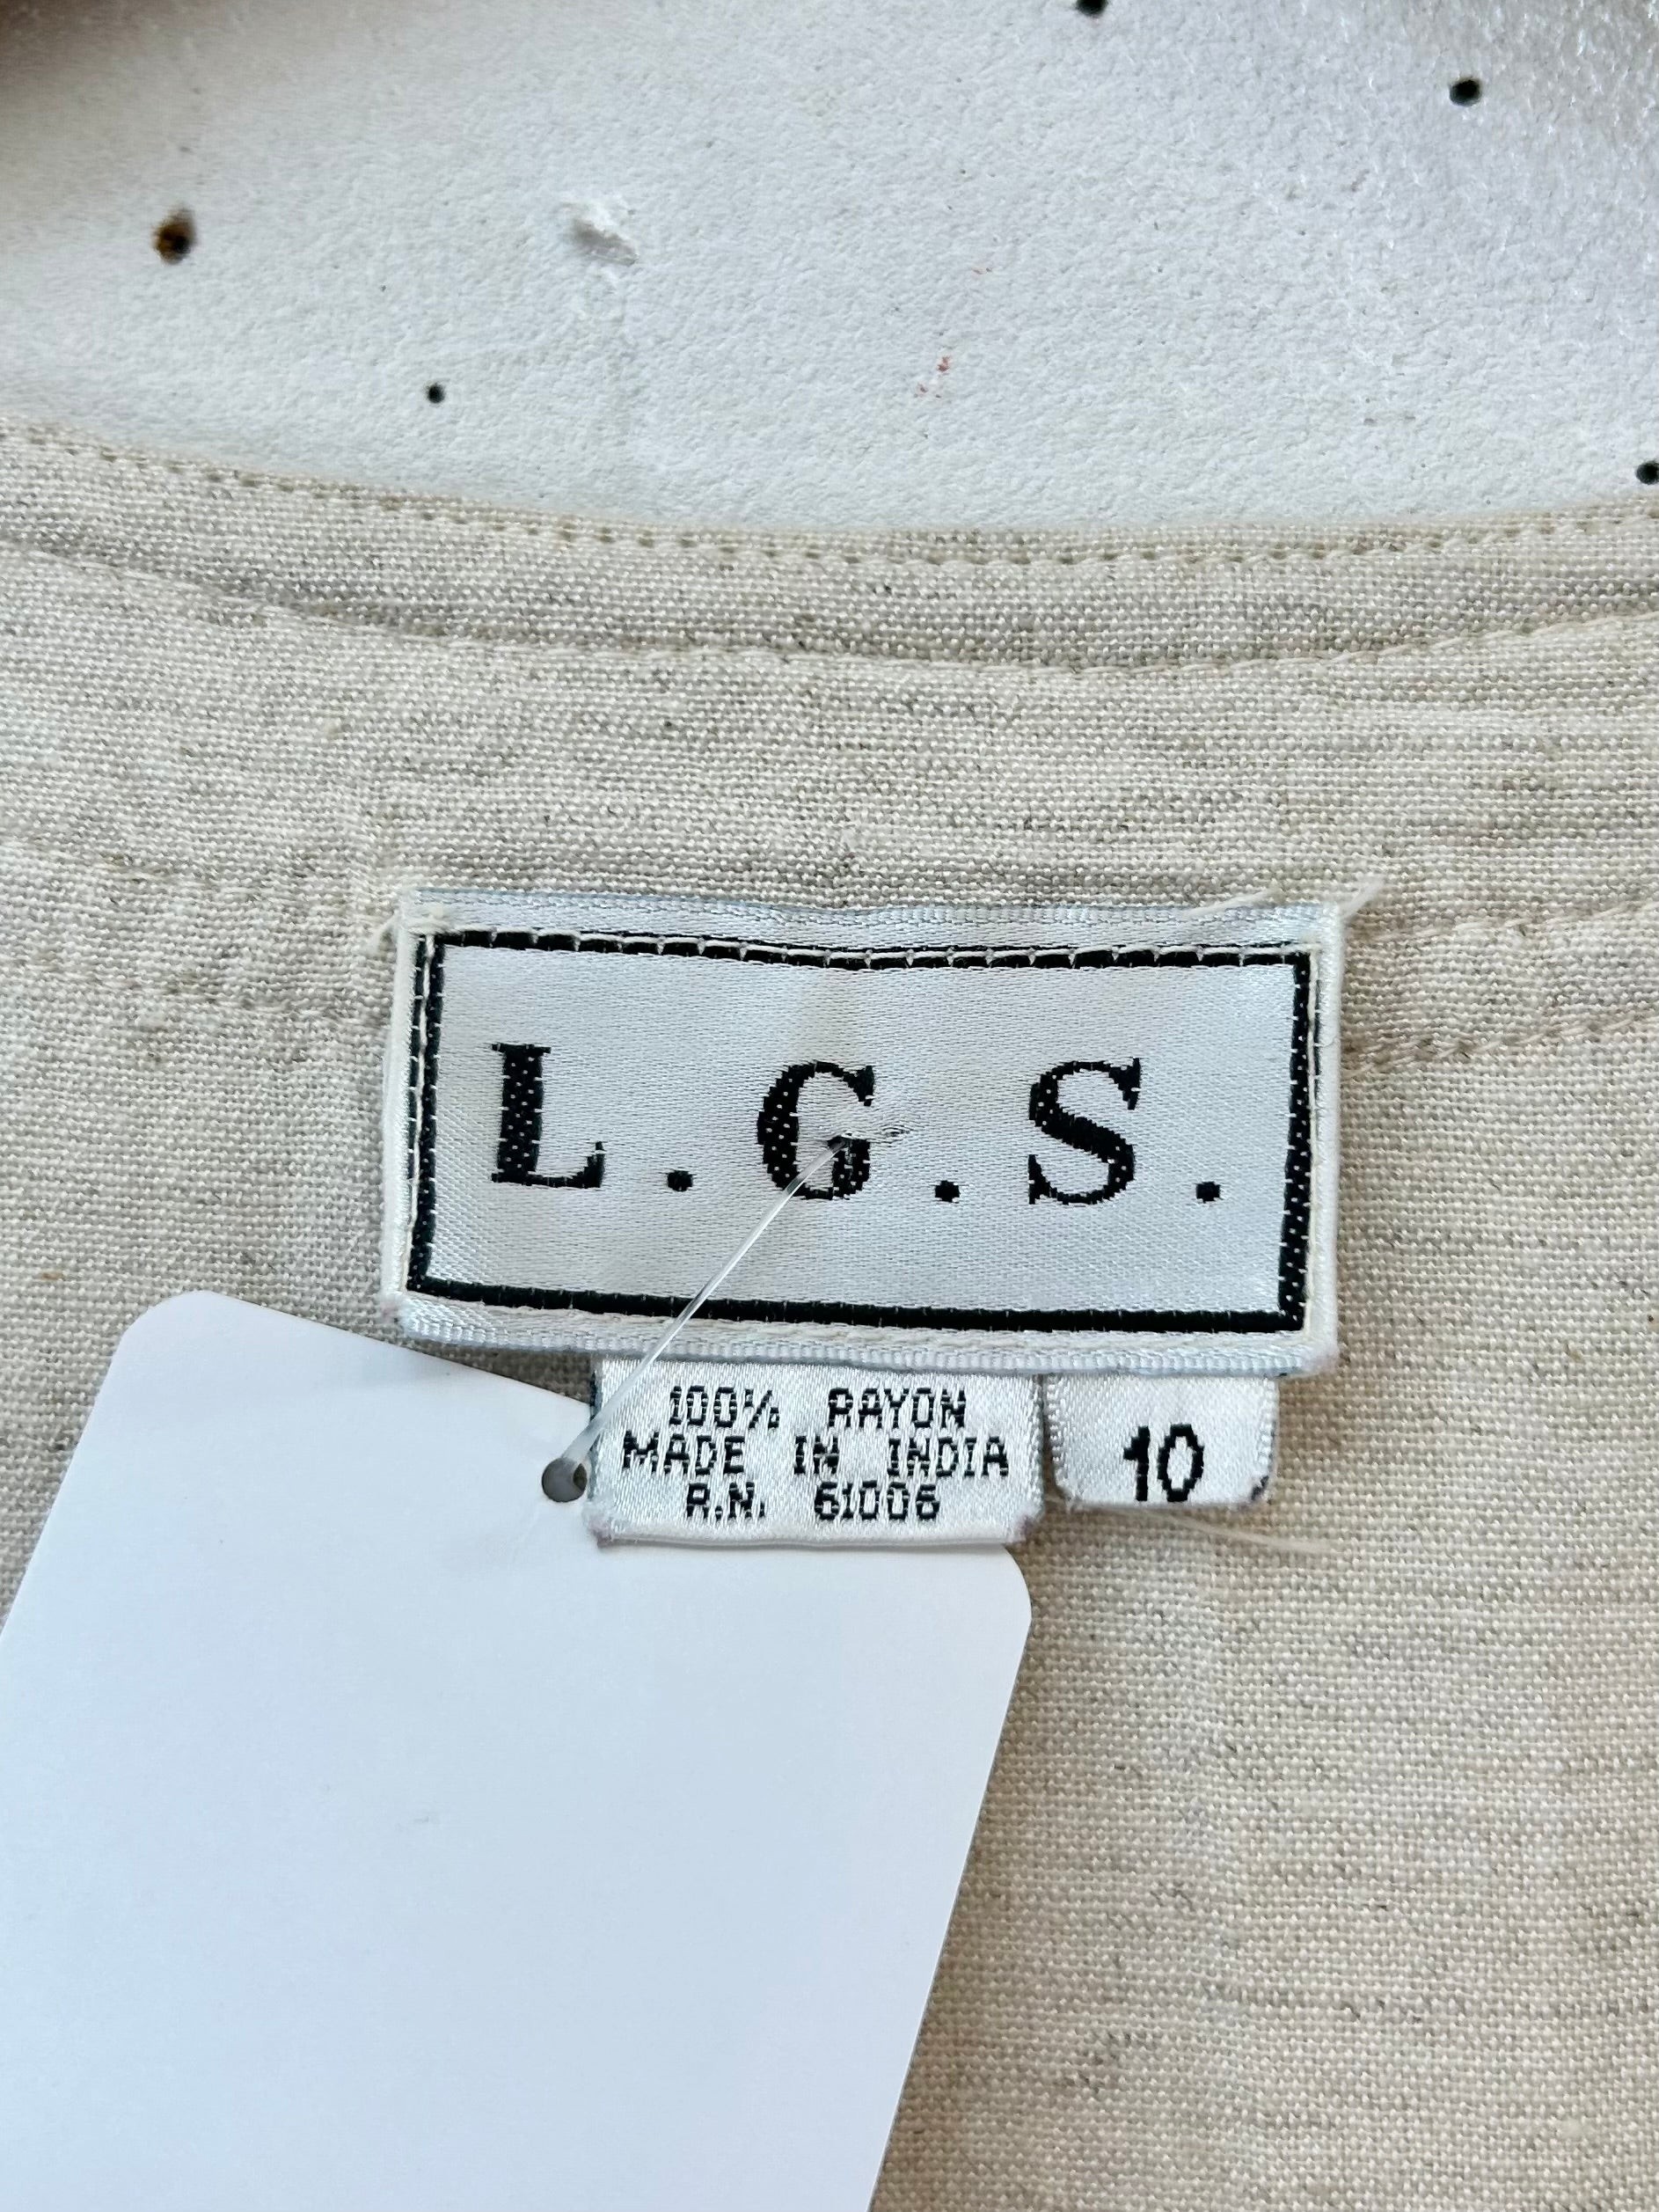 L.G.S.
100% RAYON
MADE IN INDIA
R.N. 61006
10